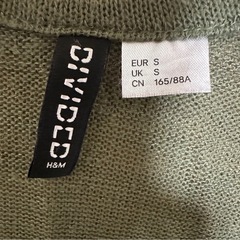 DIVIDED
H&M
EUR S
UK S
CN 165/88A